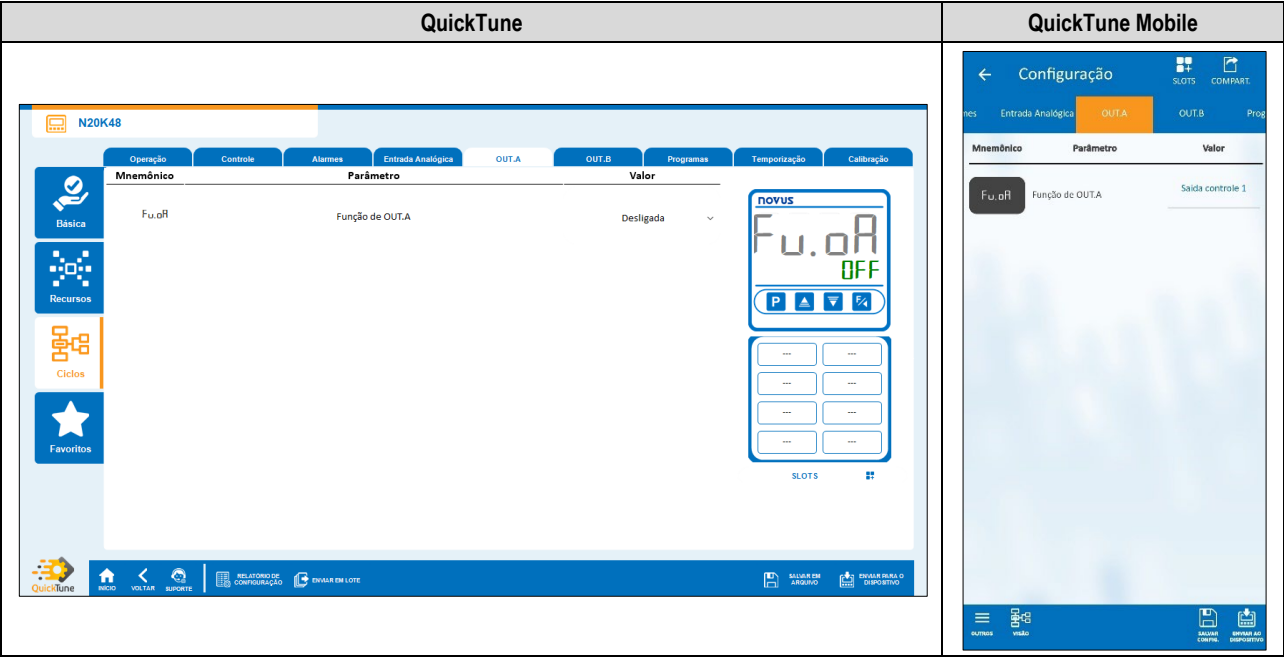 QuickTune
QuickTune Mobile
N20K48
Operação
Controle
Alarmes
Entrada Analógica
OUT.A
OUT.B
Programas
Temporização
Calibração
Mnemônico
Parâmetro
Valor
Fu.oA
Função de OUT.A
Desligada
Básica
Recursos
Ciclos
Favoritos
novus
Fu.oA
OFF
P
F/
---
---
---
---
---
---
---
---
SLOTS
QuickTune
INÍCIO
VOLTAR
SUPORTE
RELATÓRIO DE
CONFIGURAÇÃO
ENVIAR EM LOTE
SALVAR EM
ARQUIVO
ENVIAR PARA O
DISPOSITIVO
Configuração
SLOTS
COMPART.
mes
Entrada Analógica
OUT.A
OUT.B
Prog
Mnemônico
Parâmetro
Valor
Fu.oA
Função de OUT.A
Saida controle 1
OUTROS
VISÃO
SALVAR
CONFIG.
ENVIAR AO
DISPOSITIVO